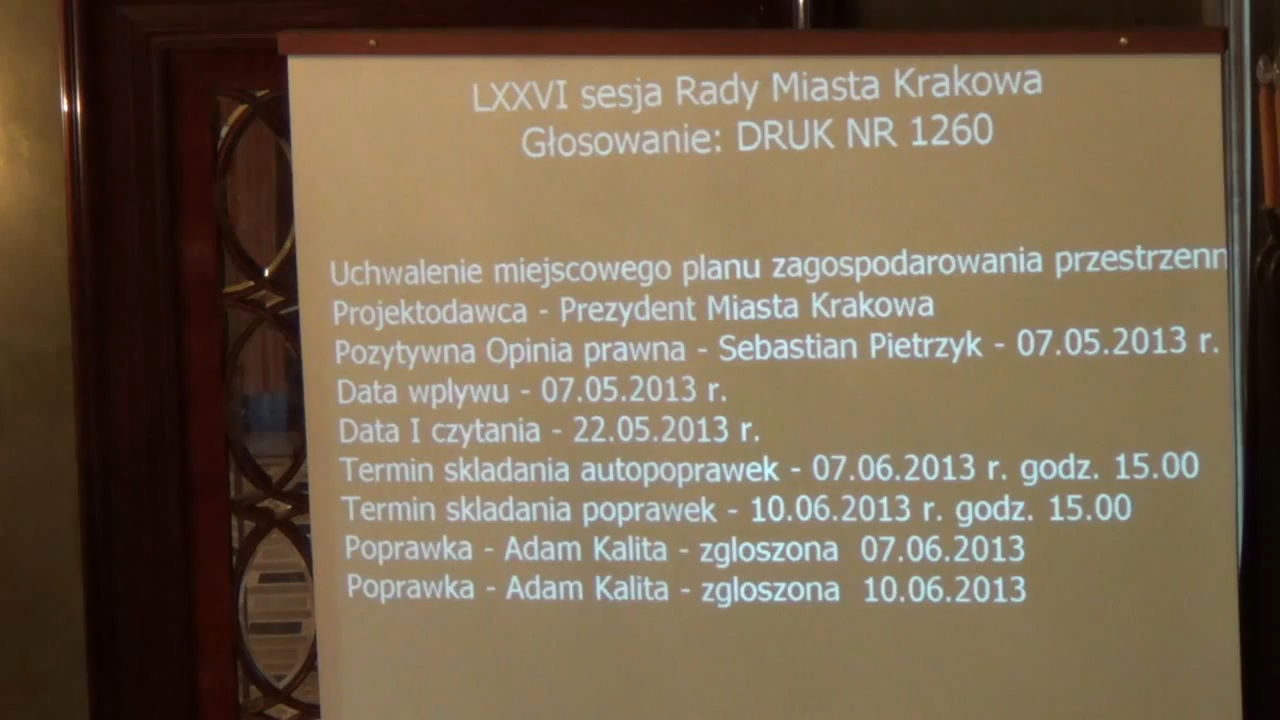 LXXVI sesja Rady Miasta Krakowa
Głosowanie: DRUK NR 1260
Uchwalenie miejscowego planu zagospodarowania przestrzenn
Projektodawca - Prezydent Miasta Krakowa
Pozytywna Opinia prawna - Sebastian Pietrzyk - 07.05.2013 r.
Data wplywu - 07.05.2013 r.
Data I czytania - 22.05.2013 r.
Termin skladania autopoprawek - 07.06.2013 r. godz. 15.00
Termin skladania poprawek - 10.06.2013 r. godz. 15.00
Poprawka - Adam Kalita - zgloszona 07.06.2013
Poprawka - Adam Kalita - zgloszona 10.06.2013